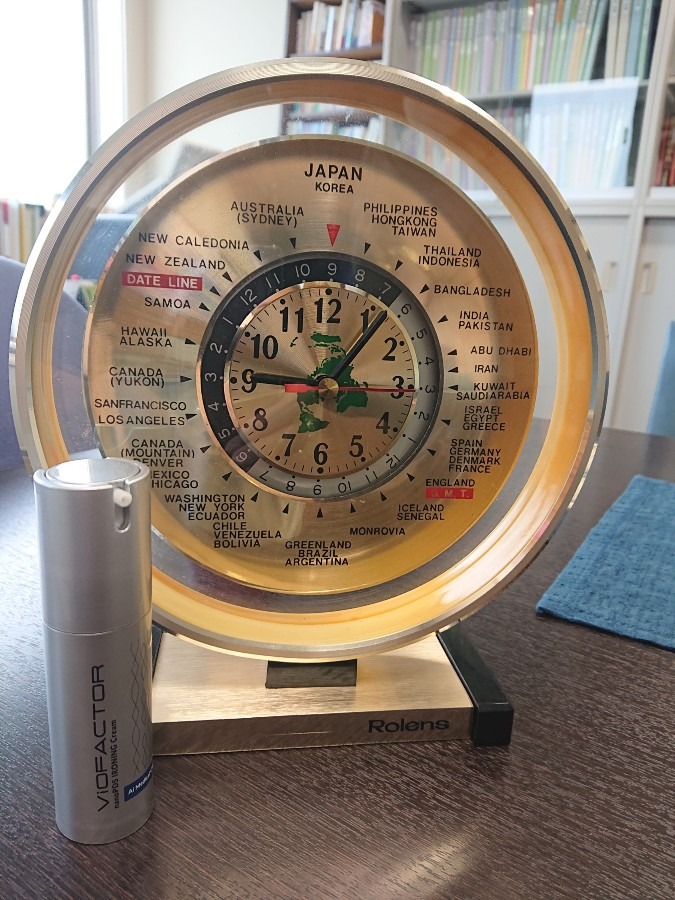 JAPAN
KOREA
AUSTRALIA
(SYDNEY)
PHILIPPINES
HONGKONG
TAIWAN
NEW CALEDONIA
THAILAND
INDONESIA
NEW ZEALAND
DATE LINE
SAMOA
BANGLADESH
INDIA
PAKISTAN
HAWAII
ALASKA
ABU DHABI
IRAN
CANADA
(YUKON)
KUWAIT
SAUDIARABIA
SANFRANCISCO
LOS ANGELES
ISRAEL
EGYPT
GREECE
CANADA
(MOUNTAIN)
DENVER
SPAIN
GERMANY
DENMARK
FRANCE
MEXICO
CHICAGO
ENGLAND
G.M.T.
WASHINGTON
NEW YORK
ECUADOR
ICELAND
SENEGAL
CHILE
VENEZUELA
BOLIVIA
MONROVIA
GREENLAND
BRAZIL
ARGENTINA
12
1
2
3
4
5
6
7
8
9
10
11
Rolens
ViOFACTOR
nanoPDS IRONING Cream